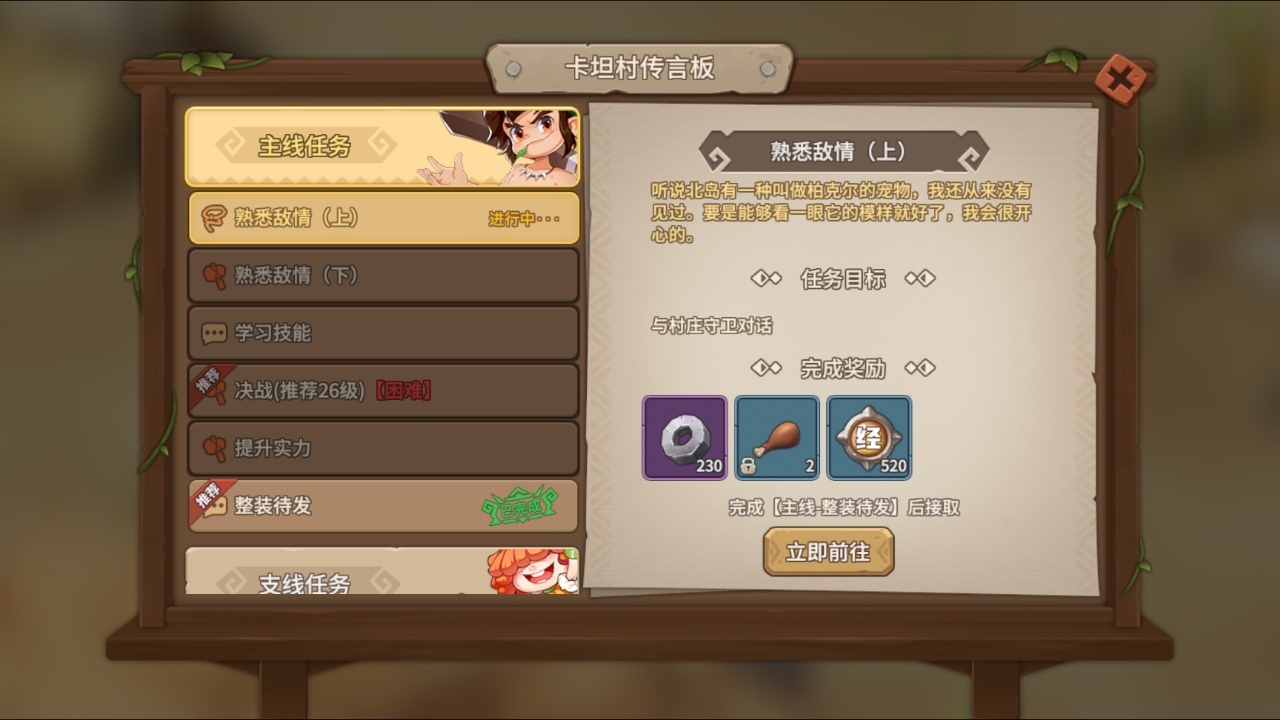 卡坦村传言板
主线任务
熟悉敌情（上）
进行中···
熟悉敌情（下）
学习技能
推荐
决战(推荐26级)【困难】
提升实力
推荐
整装待发
已完成
支线任务
熟悉敌情（上）
听说北岛有一种叫做柏克尔的宠物，我还从来没有
见过。要是能够看一眼它的模样就好了，我会很开
心的。
任务目标
与村庄守卫对话
完成奖励
230
2
经
520
完成【主线-整装待发】后接取
立即前往